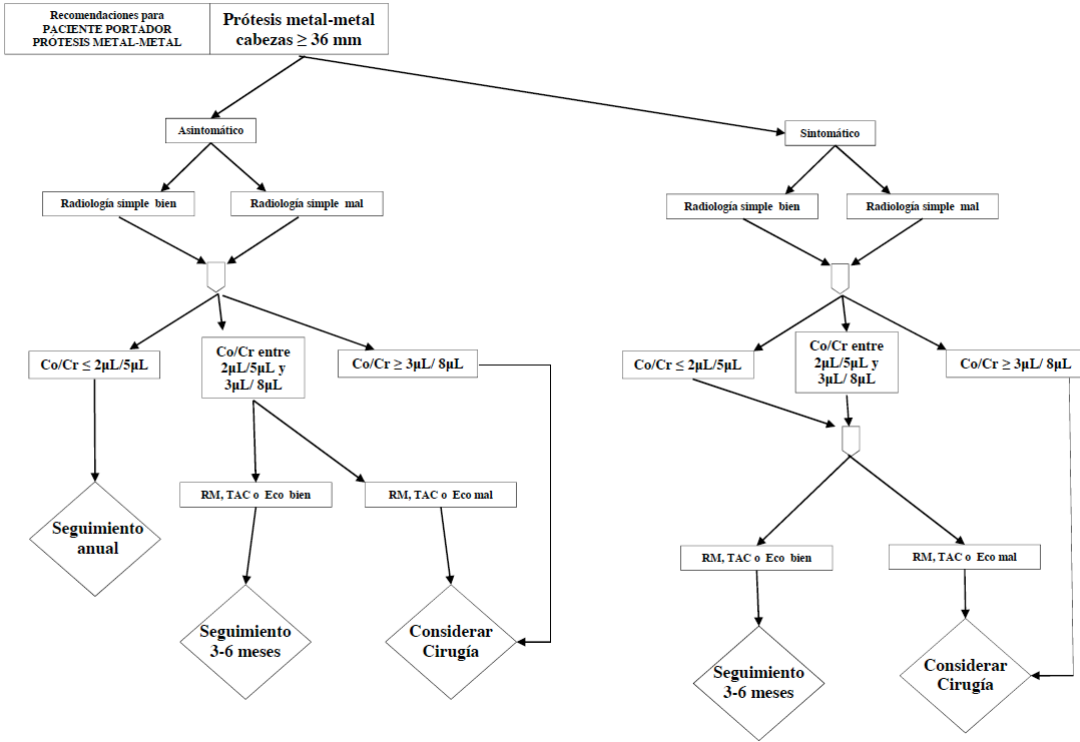 Recomendaciones para
PACIENTE PORTADOR
PRÓTESIS METAL-METAL
Prótesis metal-metal
cabezas ≥ 36 mm
Asintomático
Sintomático
Radiología simple bien
Radiología simple mal
Radiología simple bien
Radiología simple mal
Co/Cr ≤ 2µL/5µL
Co/Cr entre
2µL/5µL y
3µL/ 8µL
Co/Cr ≥ 3µL/ 8µL
Co/Cr ≤ 2µL/5µL
Co/Cr entre
2µL/5µL y
3µL/ 8µL
Co/Cr ≥ 3µL/ 8µL
RM, TAC o Eco bien
RM, TAC o Eco mal
Seguimiento
anual
RM, TAC o Eco bien
RM, TAC o Eco mal
Seguimiento
3-6 meses
Considerar
Cirugía
Seguimiento
3-6 meses
Considerar
Cirugía